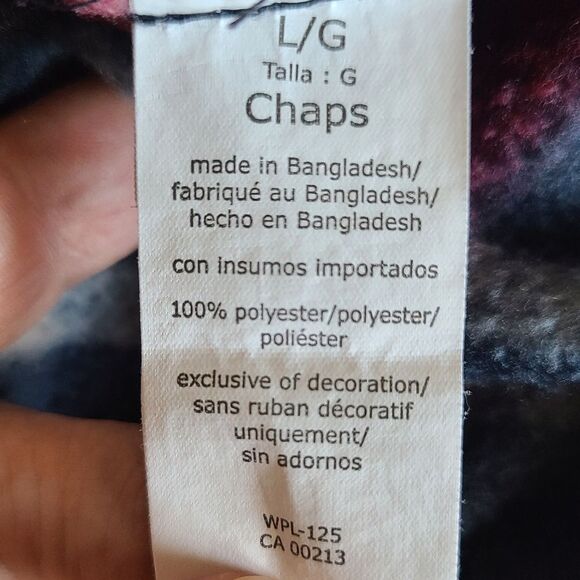 L/G
Talla : G
Chaps
made in Bangladesh/
fabriqué au Bangladesh/
hecho en Bangladesh
con insumos importados
100% polyester/polyester/
poliéster
exclusive of decoration/
sans ruban décoratif
uniquement/
sin adornos
WPL-125
CA 00213